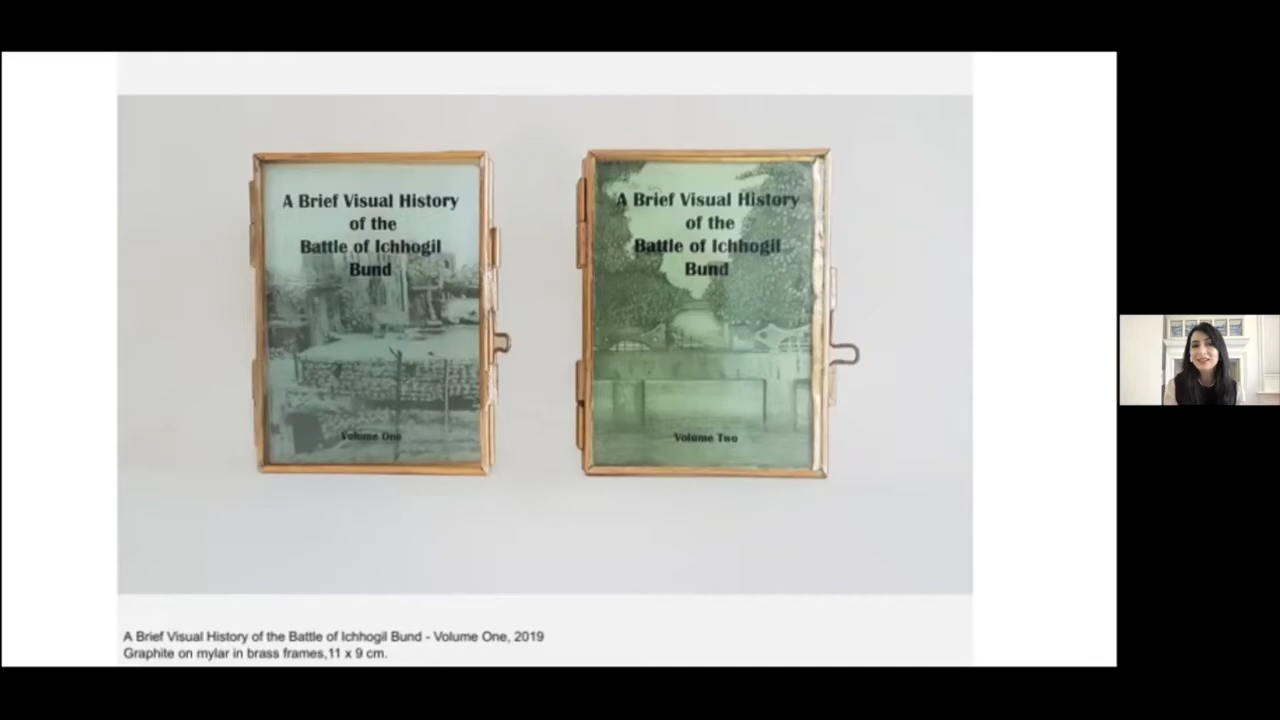 A Brief Visual History
of the
Battle of Ichhogil
Bund
Volume One
A Brief Visual History
of the
Battle of Ichhogil
Bund
Volume Two
A Brief Visual History of the Battle of Ichhogil Bund - Volume One, 2019
Graphite on mylar in brass frames,11 x 9 cm.